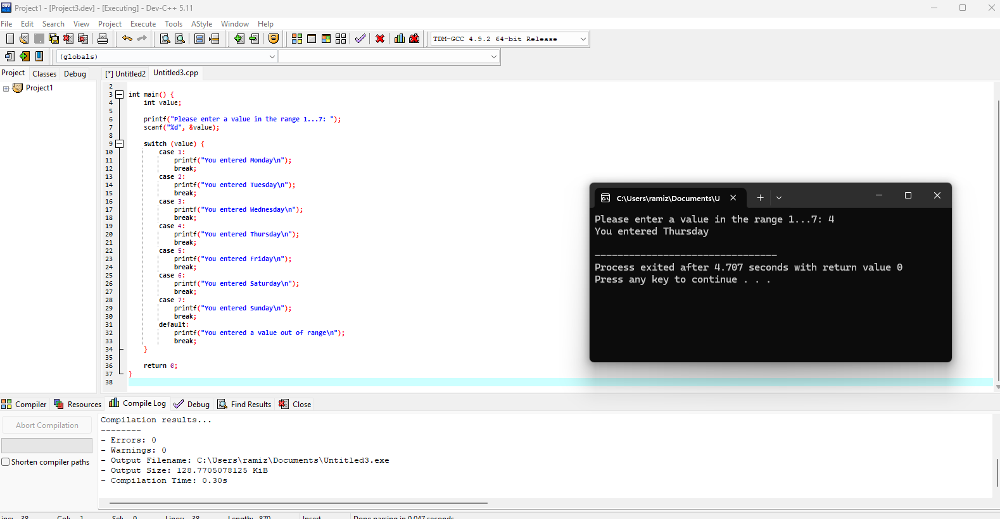 Project1 - [Project3.dev] - [Executing] - Dev-C++ 5.11
File Edit Search View Project Execute Tools AStyle Window Help
TDM-GCC 4.9.2 64-bit Release
(globals)
Project Classes Debug
[*] Untitled2 Untitled3.cpp
Project1
2
3 int main() {
4 int value;
5
6 printf("Please enter a value in the range 1...7: ");
7 scanf("%d", &value);
8
9 switch (value) {
10 case 1:
11 printf("You entered Monday\n");
12 break;
13 case 2:
14 printf("You entered Tuesday\n");
15 break;
16 case 3:
17 printf("You entered Wednesday\n");
18 break;
19 case 4:
20 printf("You entered Thursday\n");
21 break;
22 case 5:
23 printf("You entered Friday\n");
24 break;
25 case 6:
26 printf("You entered Saturday\n");
27 break;
28 case 7:
29 printf("You entered Sunday\n");
30 break;
31 default:
32 printf("You entered a value out of range\n");
33 break;
34 }
35
36 return 0;
37 }
38
C:\Users\ramiz\Documents\U
Please enter a value in the range 1...7: 4
You entered Thursday
--------------------------------
Process exited after 4.707 seconds with return value 0
Press any key to continue . . .
Compiler Resources Compile Log Debug Find Results Close
Abort Compilation
Shorten compiler paths
Compilation results...
--------
- Errors: 0
- Warnings: 0
- Output Filename: C:\Users\ramiz\Documents\Untitled3.exe
- Output Size: 128.7705078125 KiB
- Compilation Time: 0.30s
Line: 38 Col: 1 Sel: 0 Lines: 38 Length: 870 Insert Done parsing in 0.047 seconds